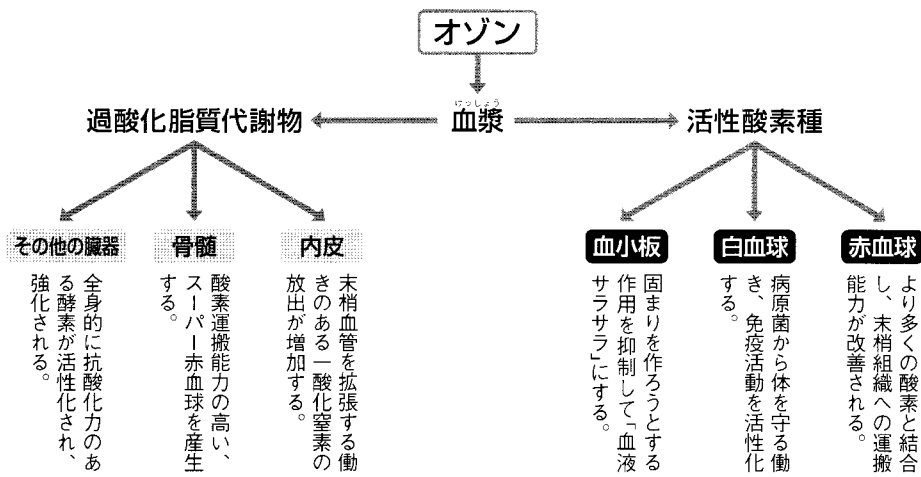 オゾン
けっしょう
過酸化脂質代謝物
血漿
活性酸素種
その他の臓器
全身的に抗酸化力のあ
る酵素が活性化され、
強化される。
骨髄
酸素運搬能力の高い、
スーパー赤血球を産生
する。
内皮
末梢血管を拡張する働
きのある一酸化窒素の
放出が増加する。
血小板
固まりを作ろうとする
作用を抑制して「血液
サラサラ」にする。
白血球
病原菌から体を守る働
き、免疫活動を活性化
する。
赤血球
より多くの酸素と結合
し、末梢組織への運搬
能力が改善される。